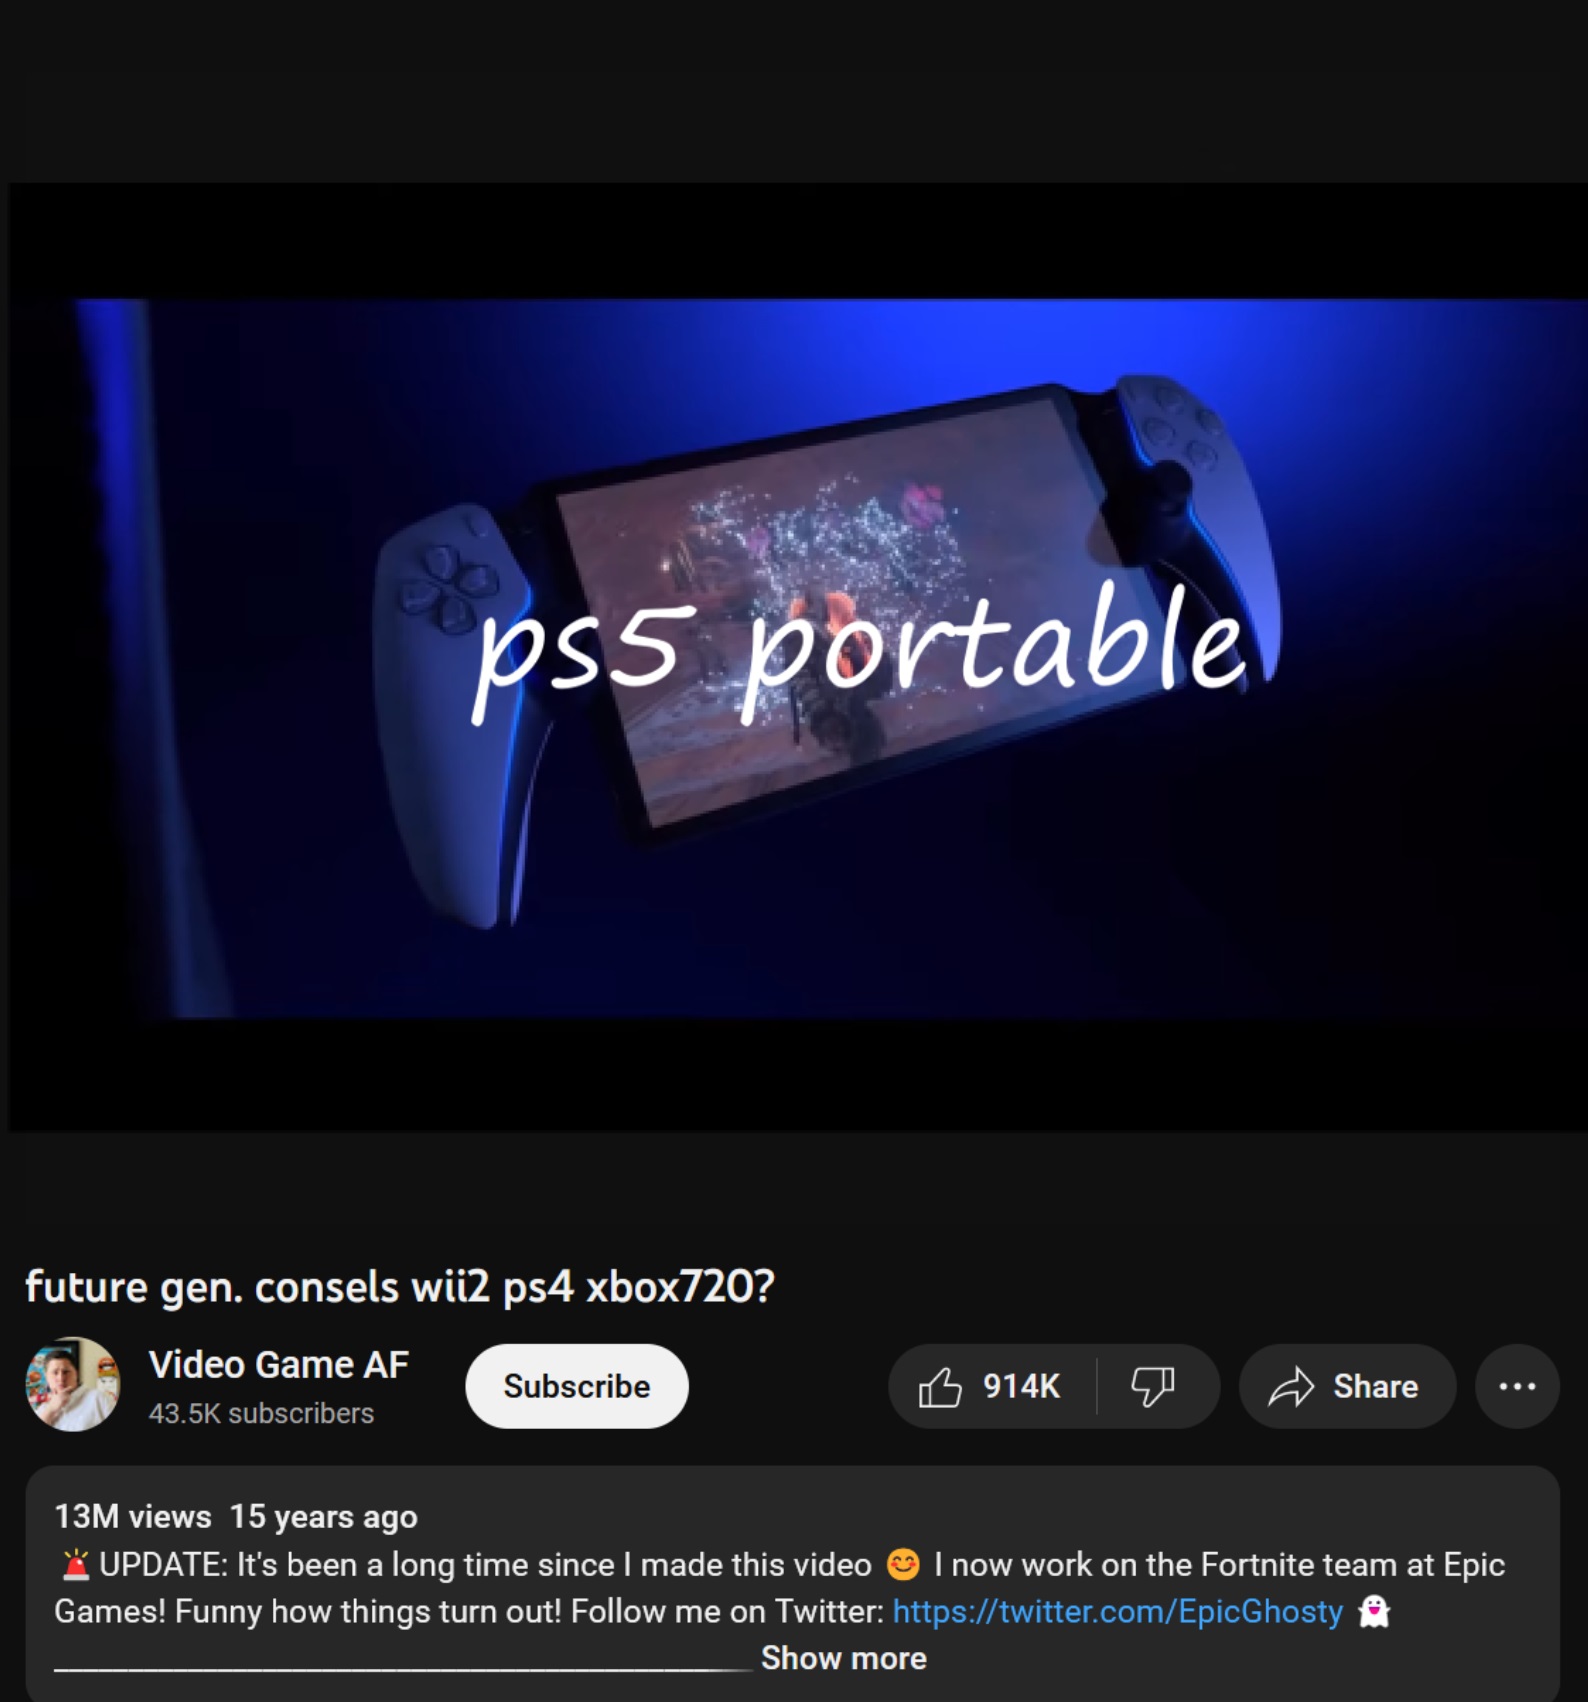 ps5 portable
future gen. consels wii2 ps4 xbox720?
Video Game AF
43.5K subscribers
Subscribe
914K
Share
13M views 15 years ago
🚨 UPDATE: It's been a long time since I made this video 😊 I now work on the Fortnite team at Epic
Games! Funny how things turn out! Follow me on Twitter: https://twitter.com/EpicGhosty 👻
Show more